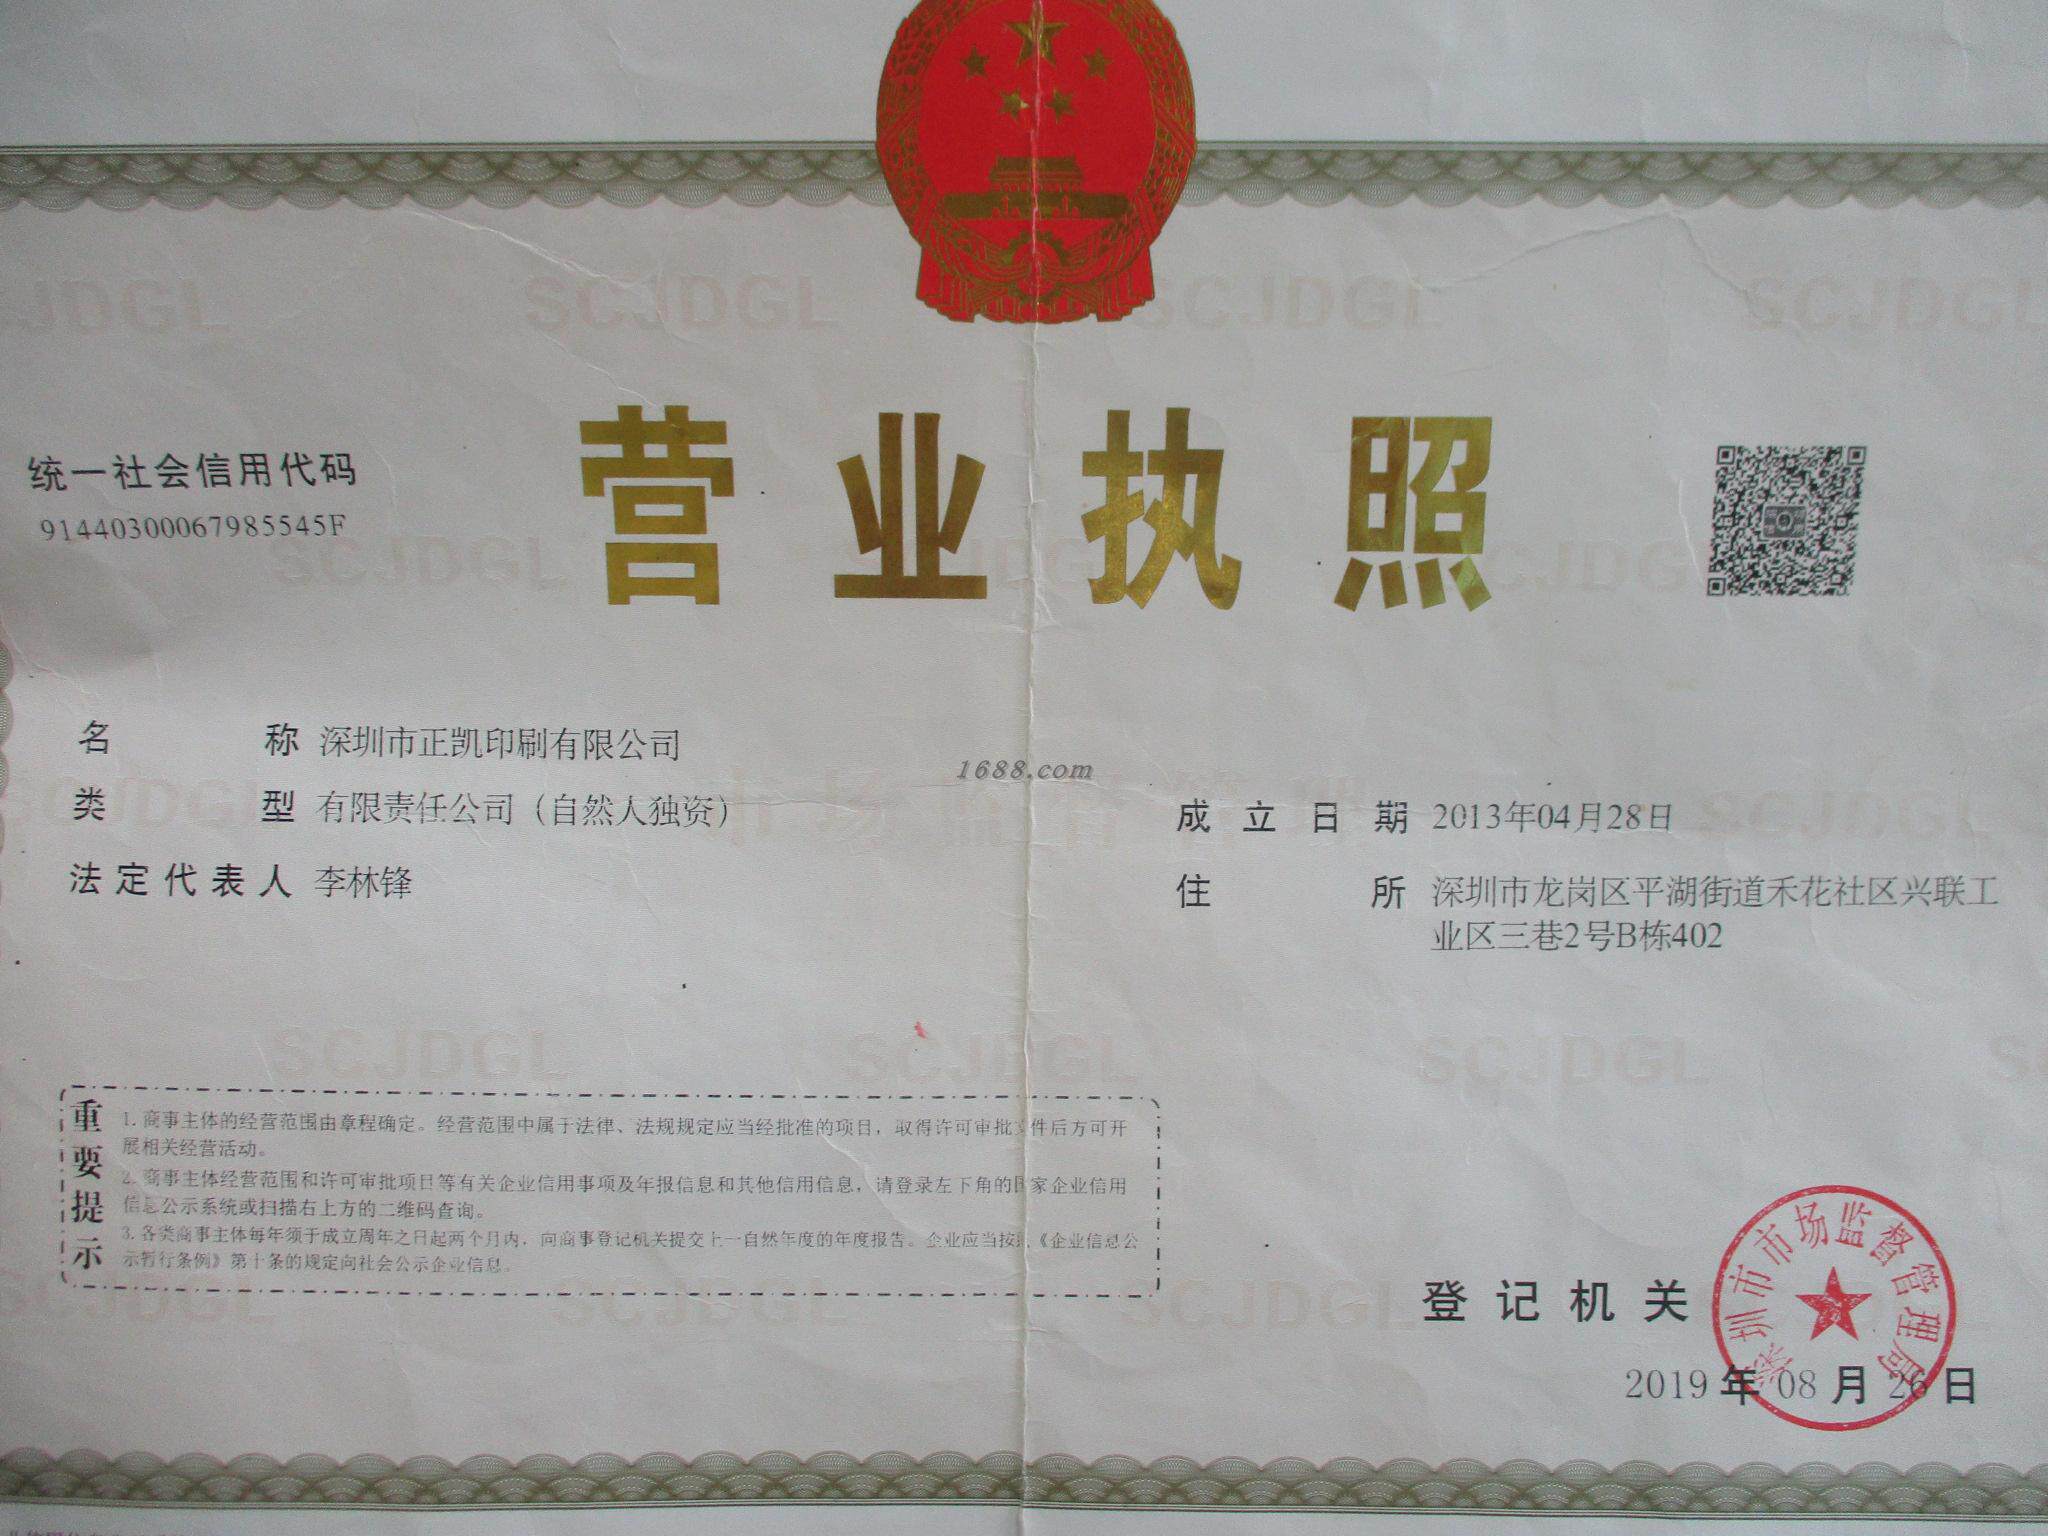 营业执照
统一社会信用代码
91440300067985545F
名称 深圳市正凯印刷有限公司
类型 有限责任公司（自然人独资）
法定代表人 李林锋
1688.com
成立日期 2013年04月28日
住所 深圳市龙岗区平湖街道禾花社区兴联工
业区三巷2号B栋402
重要提示
1.商事主体的经营范围由章程确定。经营范围中属于法律、法规规定应当经批准的项目，取得许可审批文件后方可开
展相关经营活动。
2.商事主体经营范围和许可审批项目等有关企业信用事项及年报信息和其他信用信息，请登录左下角的国家企业信用
信息公示系统或扫描右上方的二维码查询。
3.各类商事主体每年须于成立周年之日起两个月内，向商事登记机关提交上一自然年度的年度报告。企业应当按照《企业信息公
示暂行条例》第十条的规定向社会公示企业信息。
登记机关
深圳市市场监督管理局
2019年08月26日
SCJDGL